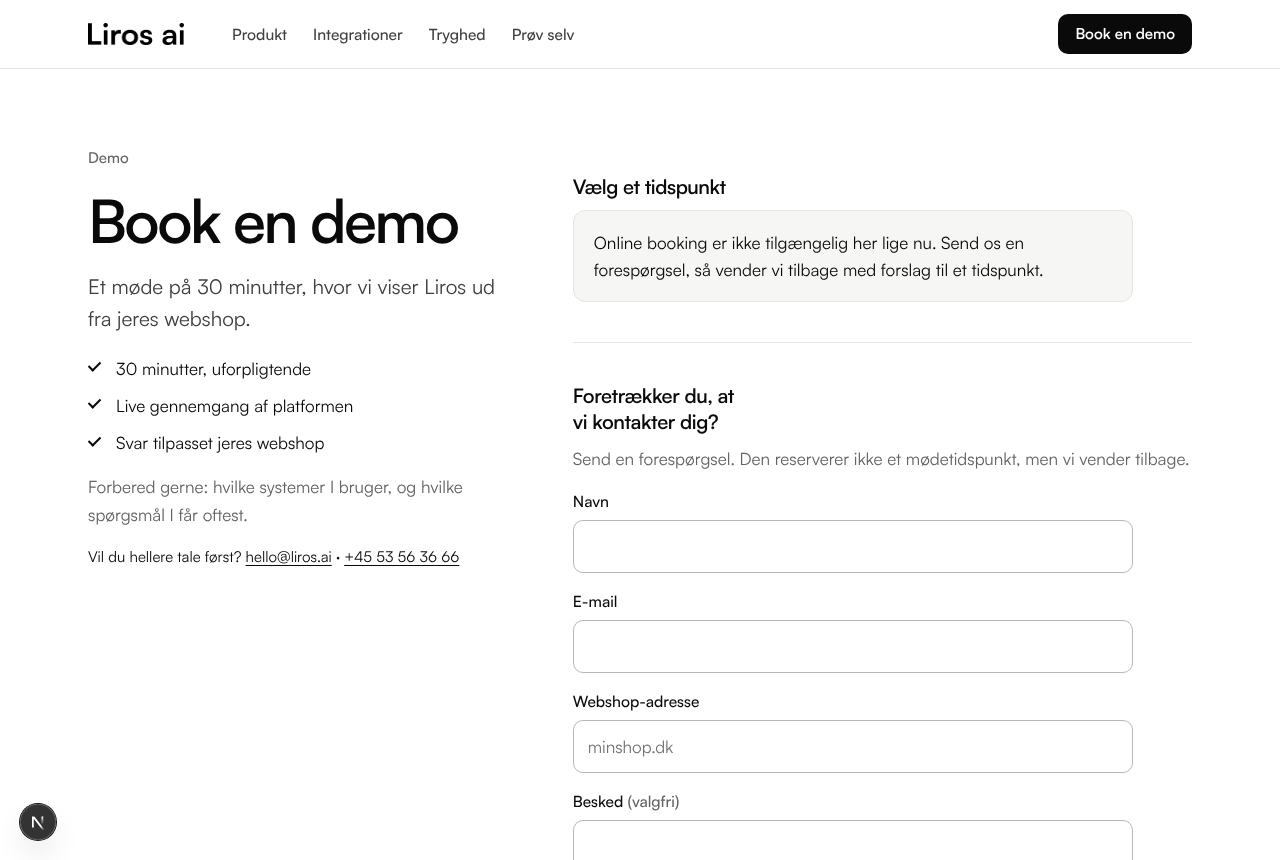 Liros ai
Produkt
Integrationer
Tryghed
Prøv selv
Book en demo
Demo
Book en demo
Et møde på 30 minutter, hvor vi viser Liros ud
fra jeres webshop.
30 minutter, uforpligtende
Live gennemgang af platformen
Svar tilpasset jeres webshop
Forbered gerne: hvilke systemer I bruger, og hvilke
spørgsmål I får oftest.
Vil du hellere tale først? hello@liros.ai · +45 53 56 36 66
Vælg et tidspunkt
Online booking er ikke tilgængelig her lige nu. Send os en
forespørgsel, så vender vi tilbage med forslag til et tidspunkt.
Foretrækker du, at
vi kontakter dig?
Send en forespørgsel. Den reserverer ikke et mødetidspunkt, men vi vender tilbage.
Navn
E-mail
Webshop-adresse
minshop.dk
Besked (valgfri)
N